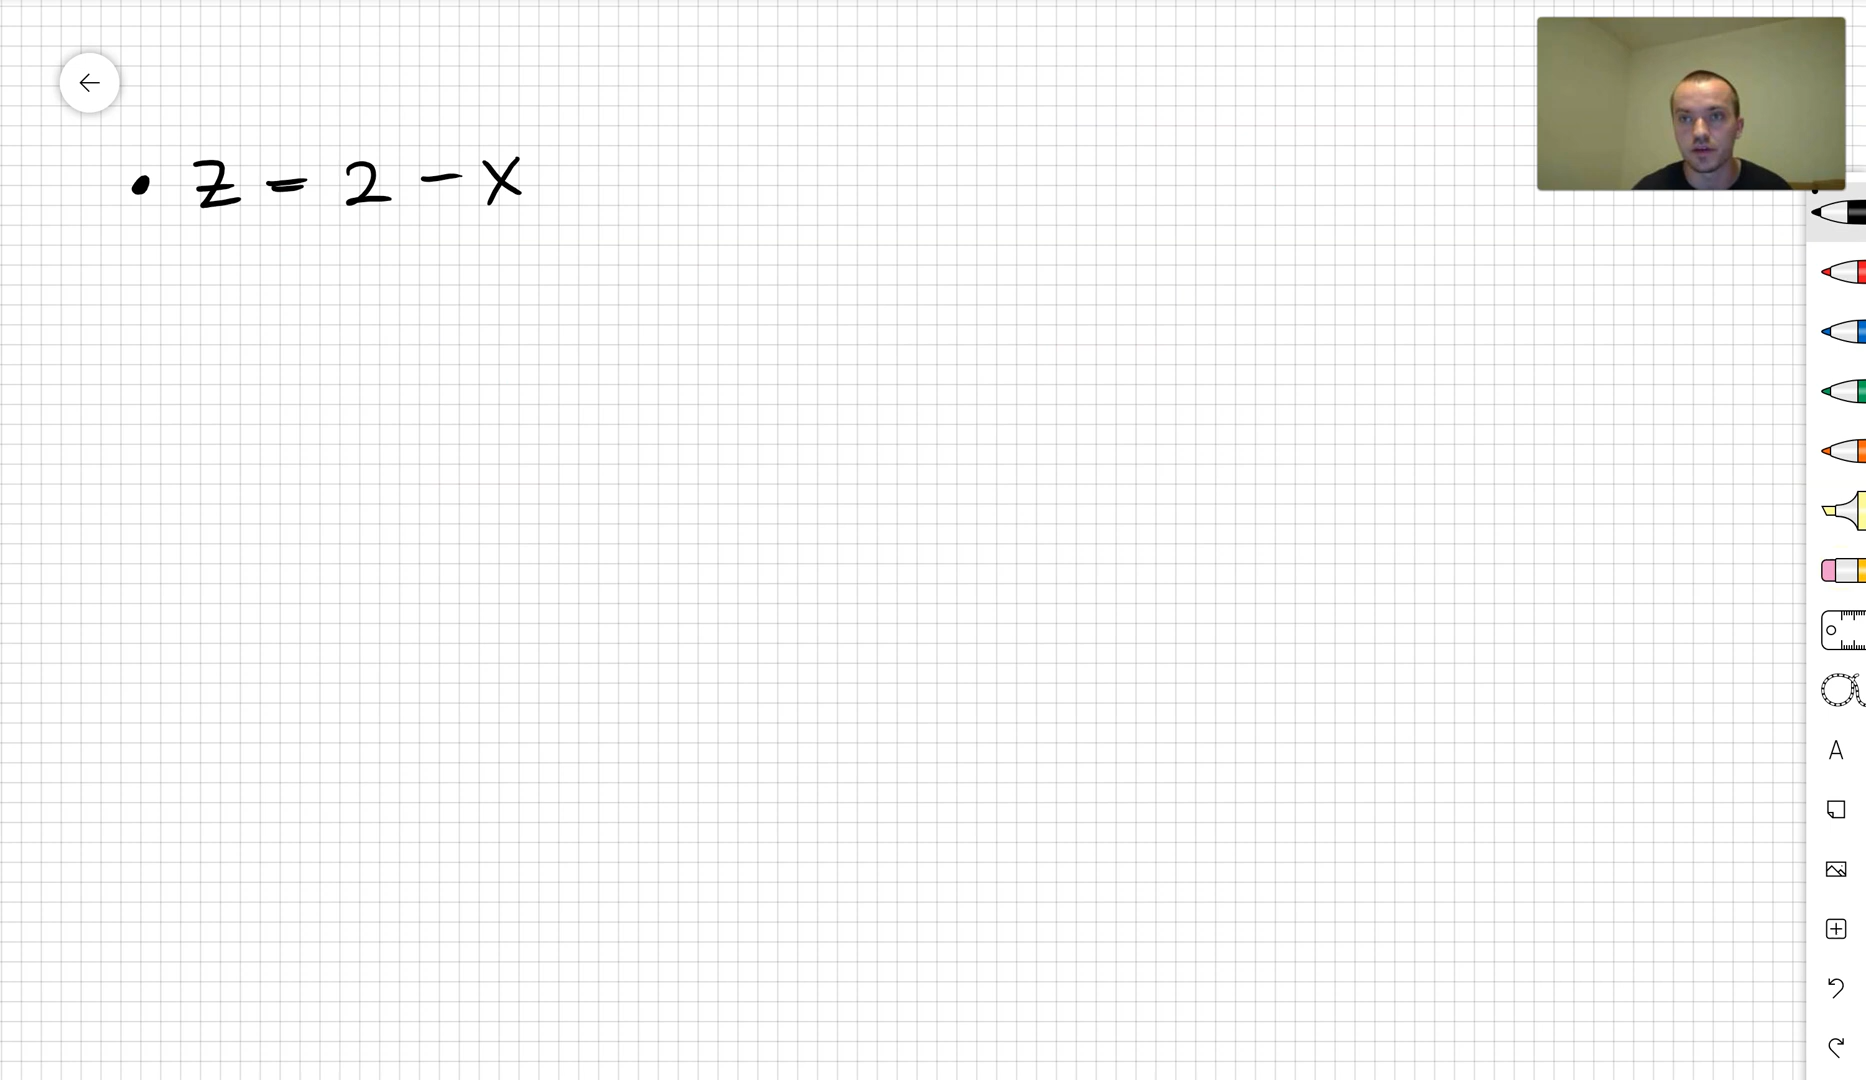 • Z = 2 - X
A